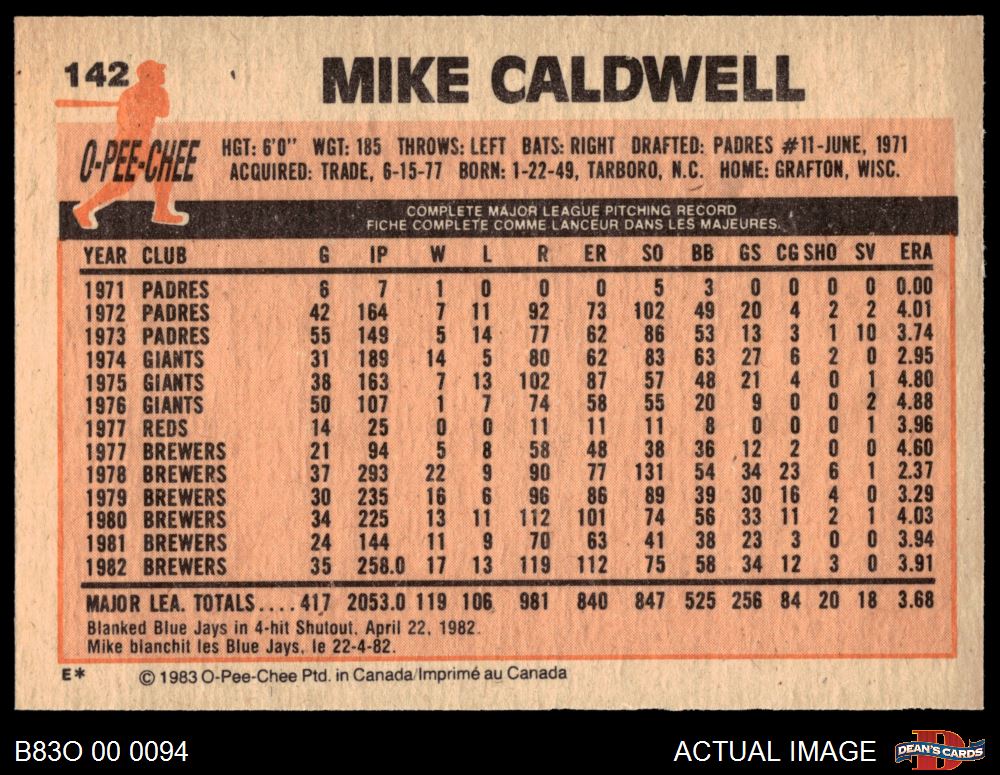 142
MIKE CALDWELL
O-PEE-CHEE
HGT: 6'0" WGT: 185 THROWS: LEFT BATS: RIGHT DRAFTED: PADRES #11-JUNE, 1971
ACQUIRED: TRADE, 6-15-77 BORN: 1-22-49, TARBORO, N.C. HOME: GRAFTON, WISC.
COMPLETE MAJOR LEAGUE PITCHING RECORD
FICHE COMPLETE COMME LANCEUR DANS LES MAJEURES.
YEAR CLUB G IP W L R ER SO BB GS CG SHO SV ERA
1971 PADRES 6 7 1 0 0 0 5 3 0 0 0 0 0.00
1972 PADRES 42 164 7 11 92 73 102 49 20 4 2 2 4.01
1973 PADRES 55 149 5 14 77 62 86 53 13 3 1 10 3.74
1974 GIANTS 31 189 14 5 80 62 83 63 27 6 2 0 2.95
1975 GIANTS 38 163 7 13 102 87 57 48 21 4 0 1 4.80
1976 GIANTS 50 107 1 7 74 58 55 20 9 0 0 2 4.88
1977 REDS 14 25 0 0 11 11 11 8 0 0 0 1 3.96
1977 BREWERS 21 94 5 8 58 48 38 36 12 2 0 0 4.60
1978 BREWERS 37 293 22 9 90 77 131 54 34 23 6 1 2.37
1979 BREWERS 30 235 16 6 96 86 89 39 30 16 4 0 3.29
1980 BREWERS 34 225 13 11 112 101 74 56 33 11 2 1 4.03
1981 BREWERS 24 144 11 9 70 63 41 38 23 3 0 0 3.94
1982 BREWERS 35 258.0 17 13 119 112 75 58 34 12 3 0 3.91
MAJOR LEA. TOTALS.... 417 2053.0 119 106 981 840 847 525 256 84 20 18 3.68
Blanked Blue Jays in 4-hit Shutout, April 22, 1982.
Mike blanchit les Blue Jays, le 22-4-82.
E* © 1983 O-Pee-Chee Ptd. in Canada/Imprimé au Canada
B83O 00 0094
ACTUAL IMAGE
D
DEAN'S CARDS